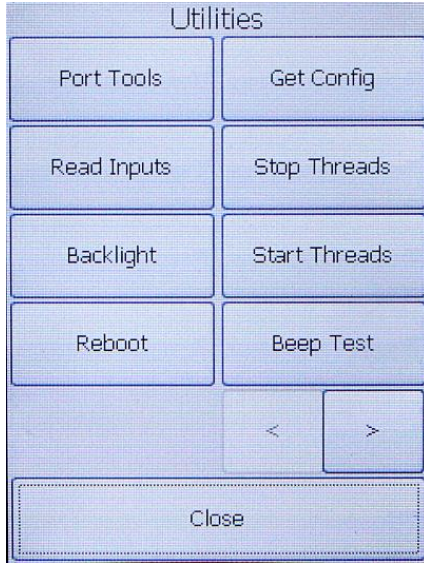 Utilities
Port Tools Get Config
Read Inputs Stop Threads
Backlight Start Threads
Reboot Beep Test
< >
Close